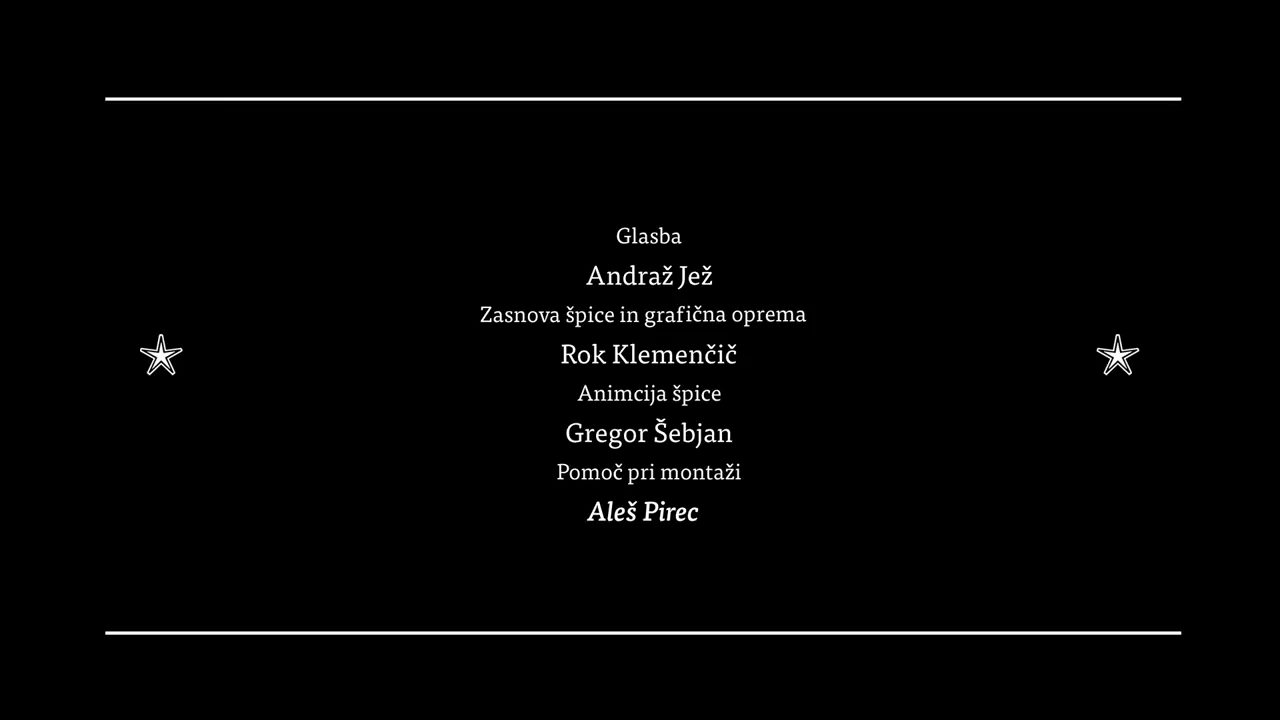 Glasba
Andraž Jež
Zasnova špice in grafična oprema
Rok Klemenčič
Animcija špice
Gregor Šebjan
Pomoč pri montaži
Aleš Pirec